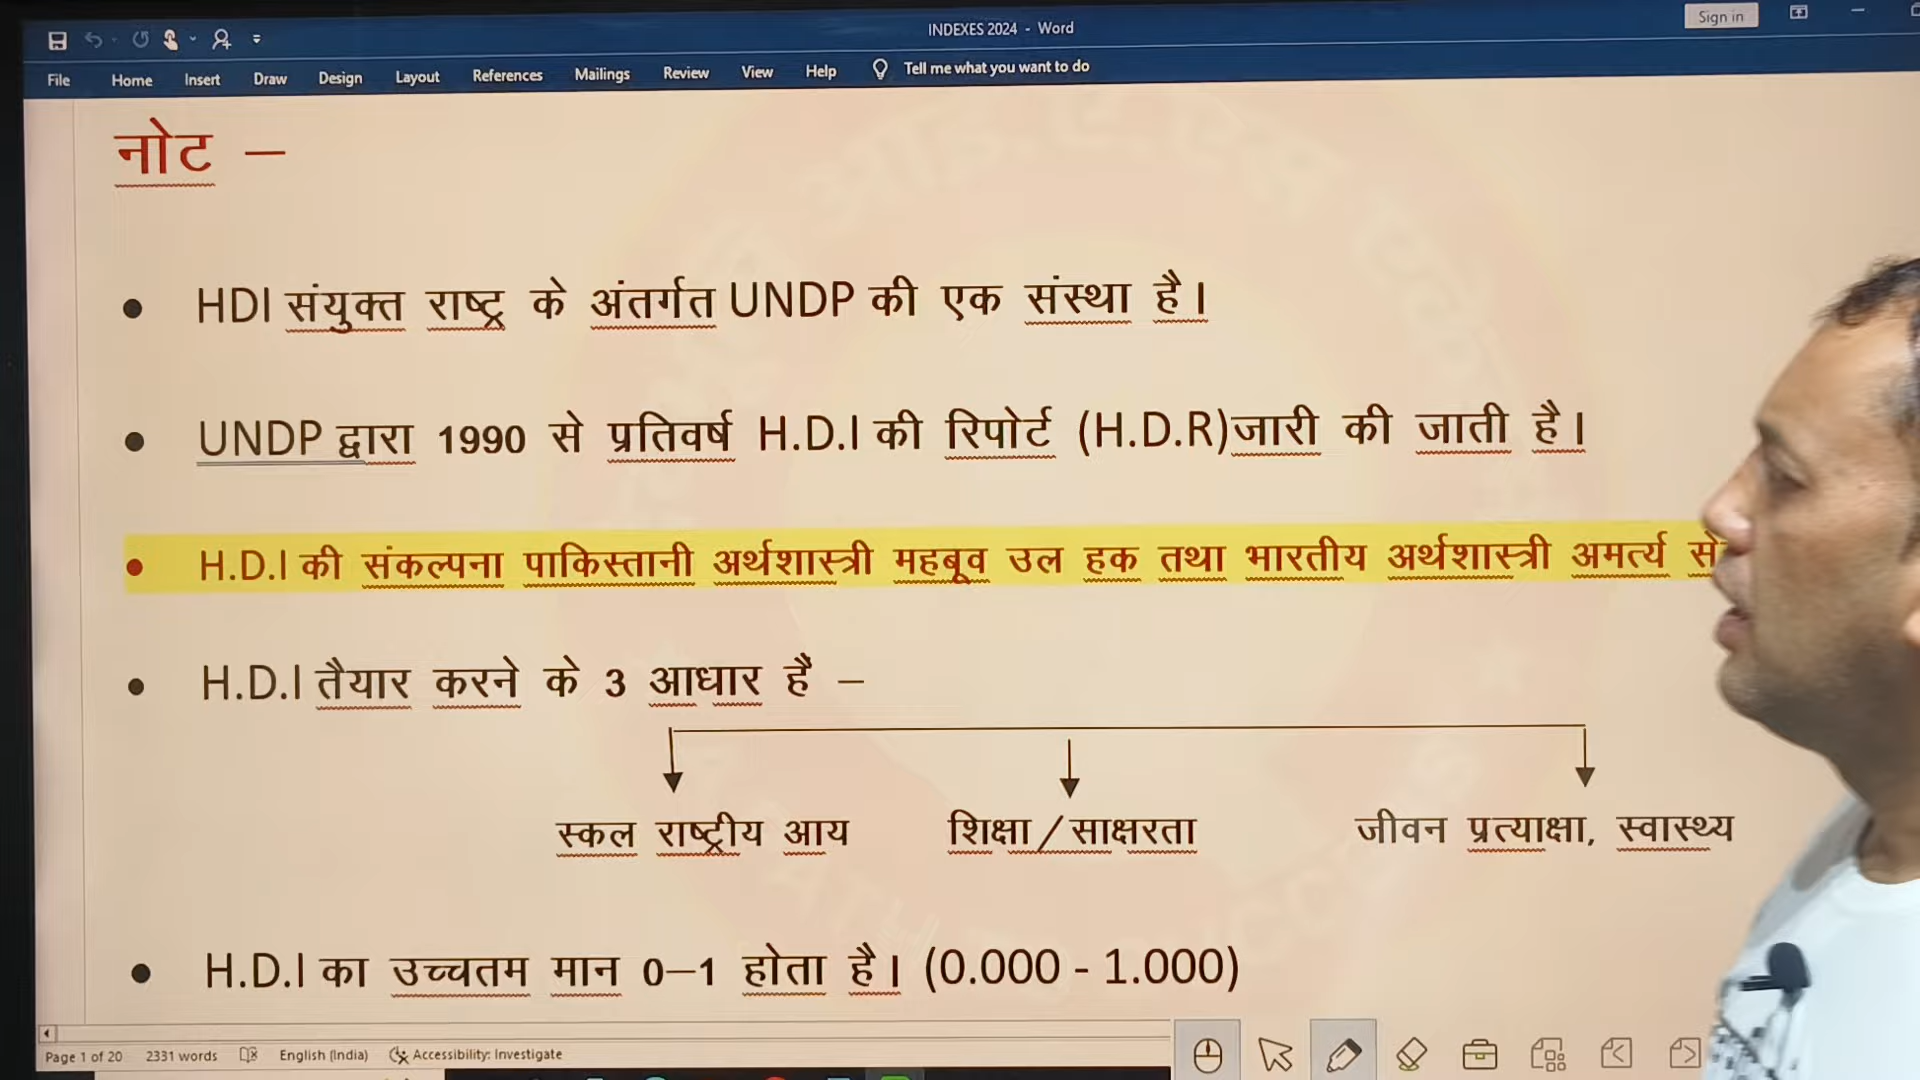 INDEXES 2024 - Word
Sign in
File Home Insert Draw Design Layout References Mailings Review View Help Tell me what you want to do
नोट –
• HDI संयुक्त राष्ट्र के अंतर्गत UNDP की एक संस्था है।
• UNDP द्वारा 1990 से प्रतिवर्ष H.D.I की रिपोर्ट (H.D.R)जारी की जाती है।
• H.D.I की संकल्पना पाकिस्तानी अर्थशास्त्री महबूव उल हक तथा भारतीय अर्थशास्त्री अमर्त्य
• H.D.I तैयार करने के 3 आधार हैं –
स्कल राष्ट्रीय आय शिक्षा/साक्षरता जीवन प्रत्याक्षा, स्वास्थ्य
• H.D.I का उच्चतम मान 0–1 होता है। (0.000 - 1.000)
Page 1 of 20 2331 words English (India) Accessibility: Investigate